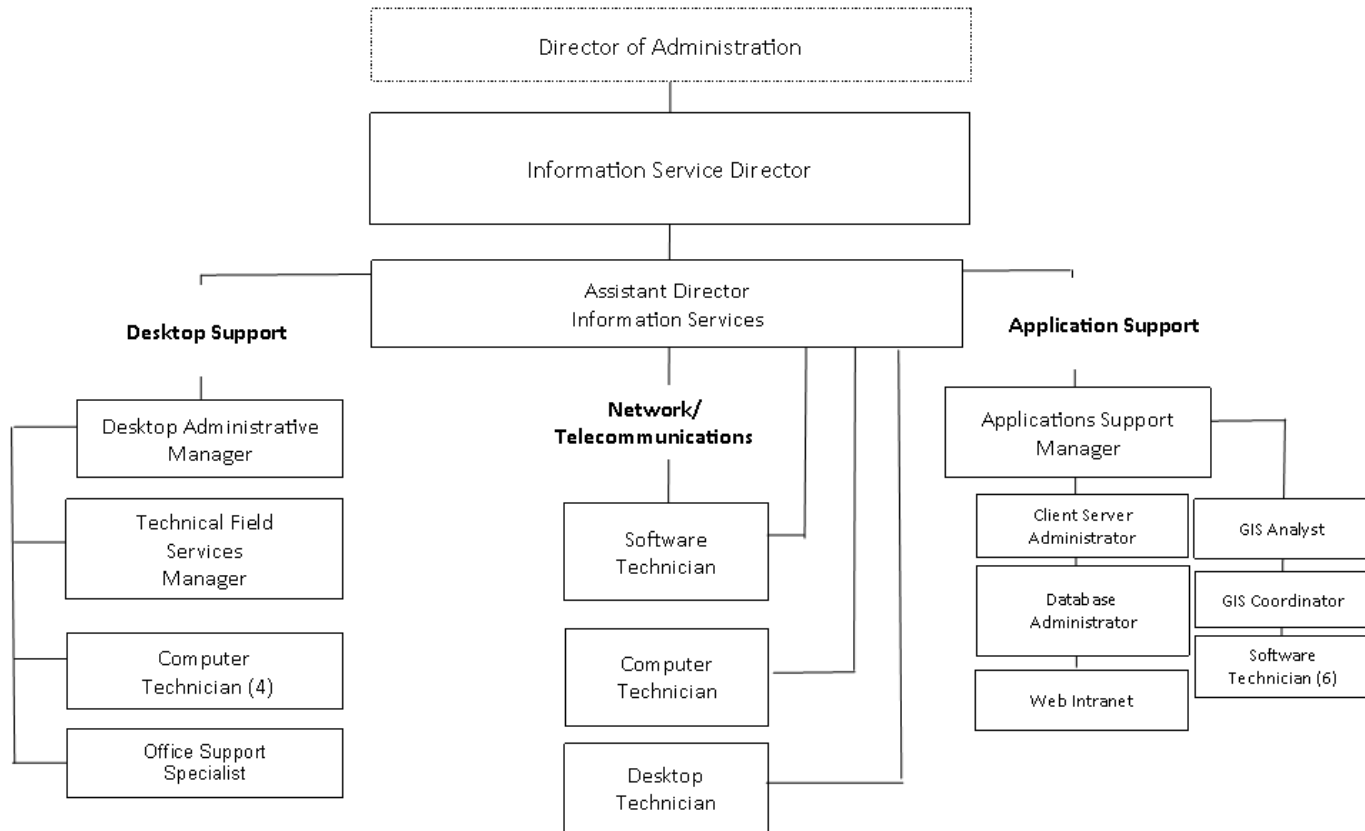 Director of Administration
Information Service Director
Assistant Director
Information Services
Desktop Support
Desktop Administrative
Manager
Technical Field
Services
Manager
Computer
Technician (4)
Office Support
Specialist
Network/
Telecommunications
Software
Technician
Computer
Technician
Desktop
Technician
Application Support
Applications Support
Manager
Client Server
Administrator
Database
Administrator
Web Intranet
GIS Analyst
GIS Coordinator
Software
Technician (6)